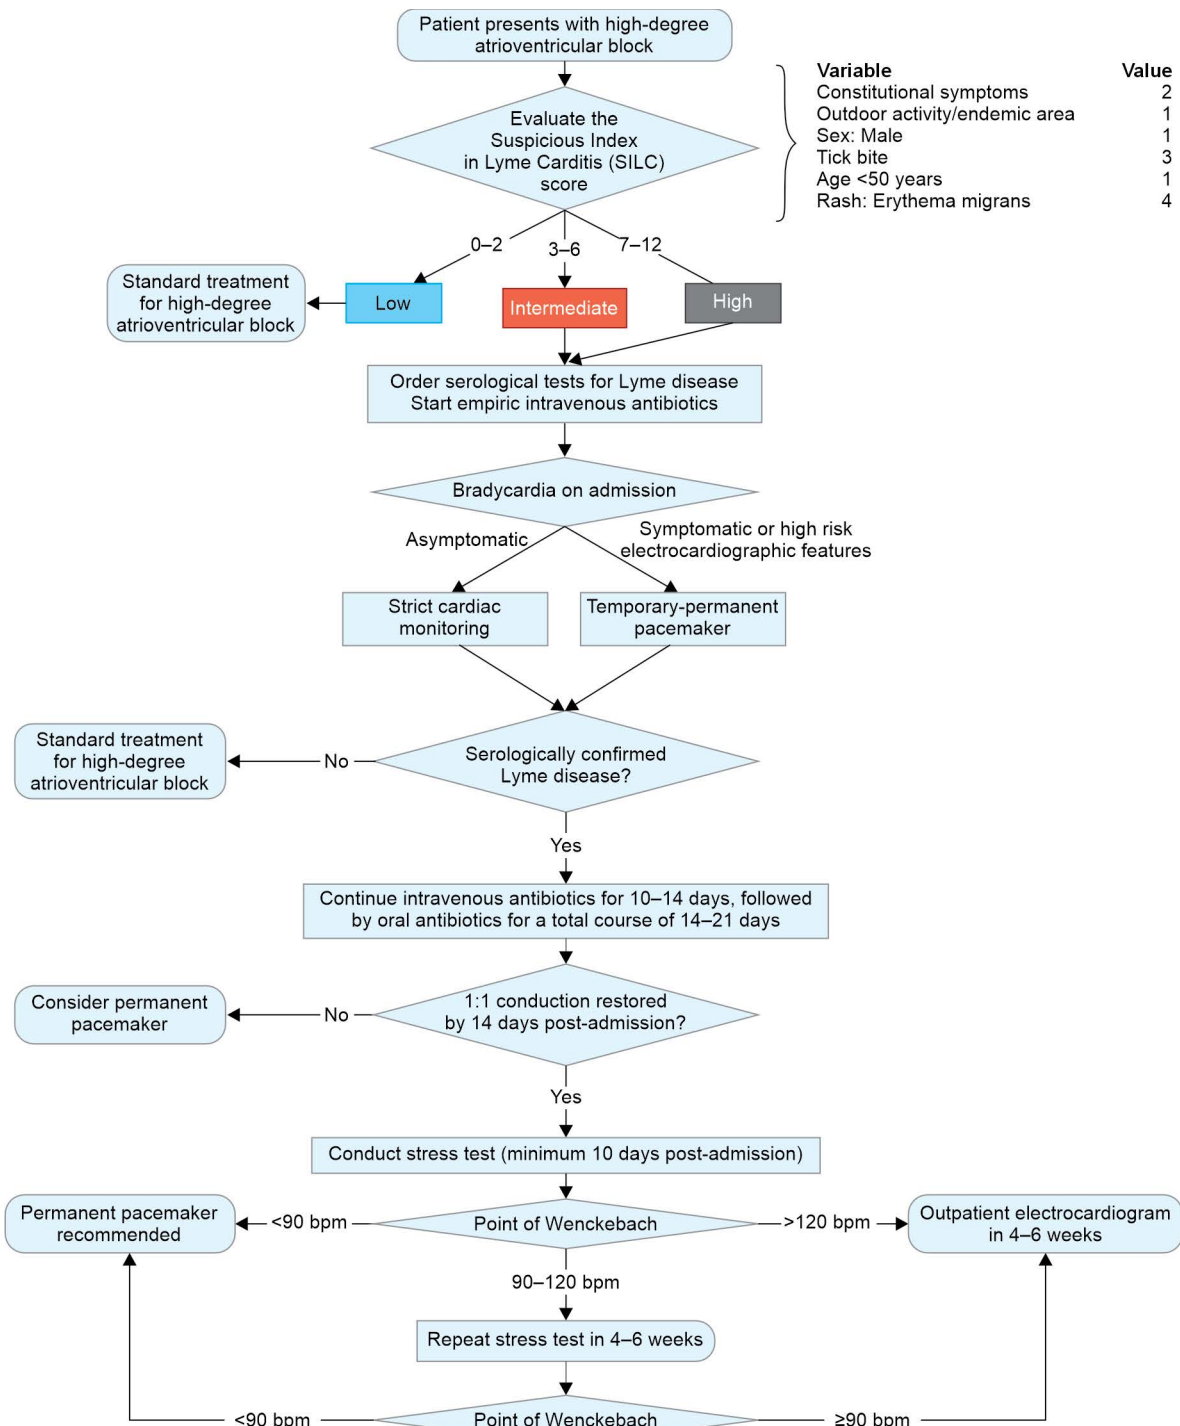 Patient presents with high-degree
atrioventricular block
Variable Value
Constitutional symptoms 2
Outdoor activity/endemic area 1
Sex: Male 1
Tick bite 3
Age <50 years 1
Rash: Erythema migrans 4
Evaluate the
Suspicious Index
in Lyme Carditis (SILC)
score
0–2
3–6
7–12
Standard treatment
for high-degree
atrioventricular block
Low
Intermediate
High
Order serological tests for Lyme disease
Start empiric intravenous antibiotics
Bradycardia on admission
Asymptomatic
Symptomatic or high risk
electrocardiographic features
Strict cardiac
monitoring
Temporary-permanent
pacemaker
Serologically confirmed
Lyme disease?
No
Standard treatment
for high-degree
atrioventricular block
Yes
Continue intravenous antibiotics for 10–14 days, followed
by oral antibiotics for a total course of 14–21 days
1:1 conduction restored
by 14 days post-admission?
No
Consider permanent
pacemaker
Yes
Conduct stress test (minimum 10 days post-admission)
Point of Wenckebach
<90 bpm
Permanent pacemaker
recommended
>120 bpm
Outpatient electrocardiogram
in 4–6 weeks
90–120 bpm
Repeat stress test in 4–6 weeks
<90 bpm
Point of Wenckebach
≥90 bpm